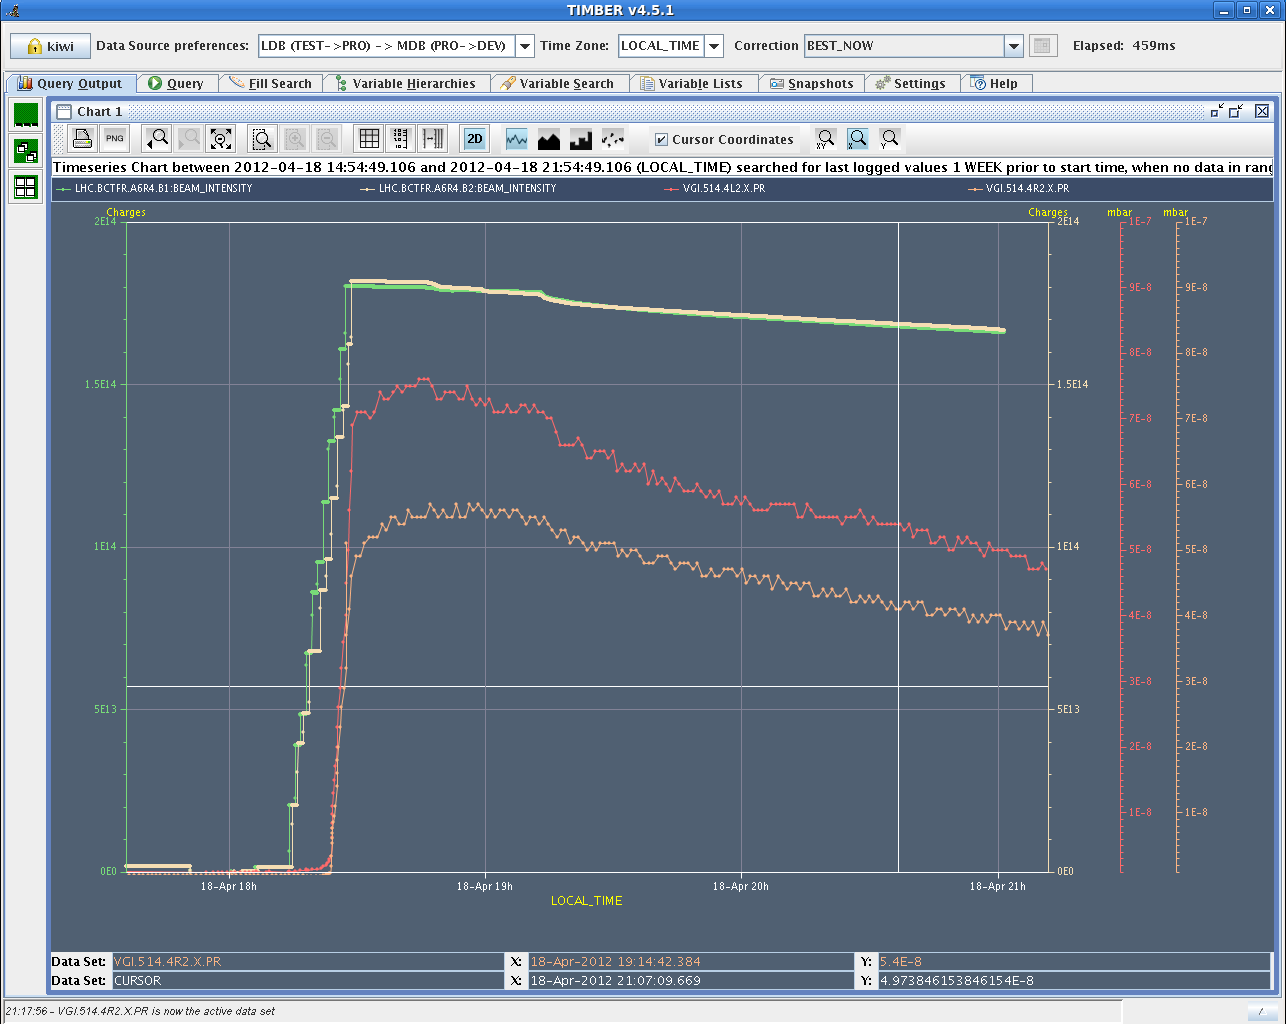 TIMBER v4.5.1
kiwi Data Source preferences: LDB (TEST->PRO) -> MDB (PRO->DEV) Time Zone: LOCAL_TIME Correction BEST_NOW Elapsed: 459ms
Query Output Query Fill Search Variable Hierarchies Variable Search Variable Lists Snapshots Settings Help
Chart 1
PNG 2D Cursor Coordinates XY X Y
Timeseries Chart between 2012-04-18 14:54:49.106 and 2012-04-18 21:54:49.106 (LOCAL_TIME) searched for last logged values 1 WEEK prior to start time, when no data in rang
LHC.BCTFR.A6R4.B1:BEAM_INTENSITY LHC.BCTFR.A6R4.B2:BEAM_INTENSITY VGI.514.4L2.X.PR VGI.514.4R2.X.PR
Charges Charges mbar mbar
2E14 2E14 1E-7 1E-7
9E-8 9E-8
8E-8 8E-8
1.5E14 1.5E14
7E-8 7E-8
6E-8 6E-8
1E14 1E14 5E-8 5E-8
4E-8 4E-8
3E-8 3E-8
5E13 5E13
2E-8 2E-8
1E-8 1E-8
0E0 0E0
18-Apr 18h 18-Apr 19h 18-Apr 20h 18-Apr 21h
LOCAL_TIME
Data Set: VGI.514.4R2.X.PR X: 18-Apr-2012 19:14:42.384 Y: 5.4E-8
Data Set: CURSOR X: 18-Apr-2012 21:07:09.669 Y: 4.973846153846154E-8
21:17:56 - VGI.514.4R2.X.PR is now the active data set